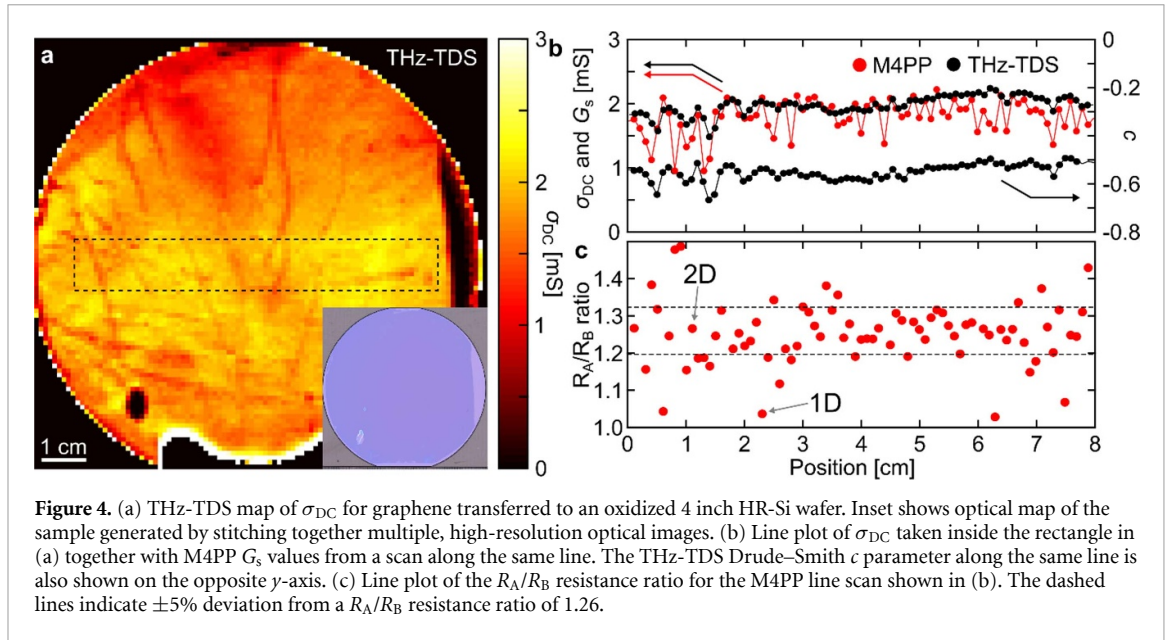 a
THz-TDS
1 cm
3
2
1
0
σDC [mS]
b
M4PP
THz-TDS
3
2
1
0
σDC and Gs [mS]
0
-0.2
-0.4
-0.6
-0.8
c
c
2D
1D
1.4
1.3
1.2
1.1
1.0
RA/RB ratio
0
1
2
3
4
5
6
7
8
Position [cm]
Figure 4. (a) THz-TDS map of σDC for graphene transferred to an oxidized 4 inch HR-Si wafer. Inset shows optical map of the
sample generated by stitching together multiple, high-resolution optical images. (b) Line plot of σDC taken inside the rectangle in
(a) together with M4PP Gs values from a scan along the same line. The THz-TDS Drude–Smith c parameter along the same line is
also shown on the opposite y-axis. (c) Line plot of the RA/RB resistance ratio for the M4PP line scan shown in (b). The dashed
lines indicate ±5% deviation from a RA/RB resistance ratio of 1.26.